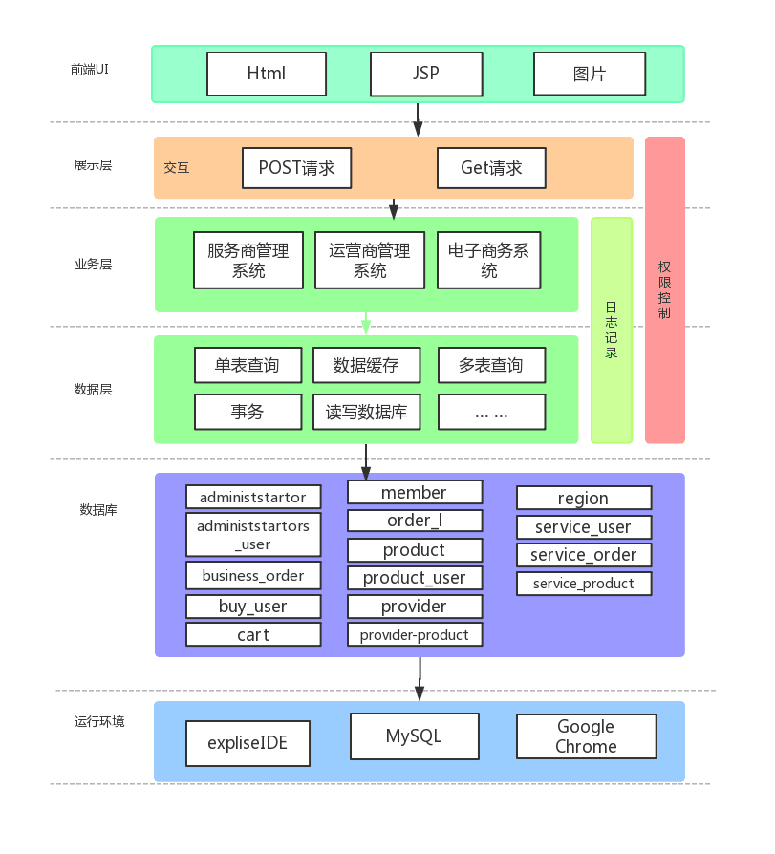 前端UI
Html
JSP
图片
展示层
交互
POST请求
Get请求
业务层
服务商管理
系统
运营商管理
系统
电子商务系
统
日
志
记
录
权
限
控
制
数据层
单表查询
数据缓存
多表查询
事务
读写数据库
... ...
数据库
administstartor
administstartors
_user
business_order
buy_user
cart
member
order_l
product
product_user
provider
provider-product
region
service_user
service_order
service_product
运行环境
expliseIDE
MySQL
Google
Chrome